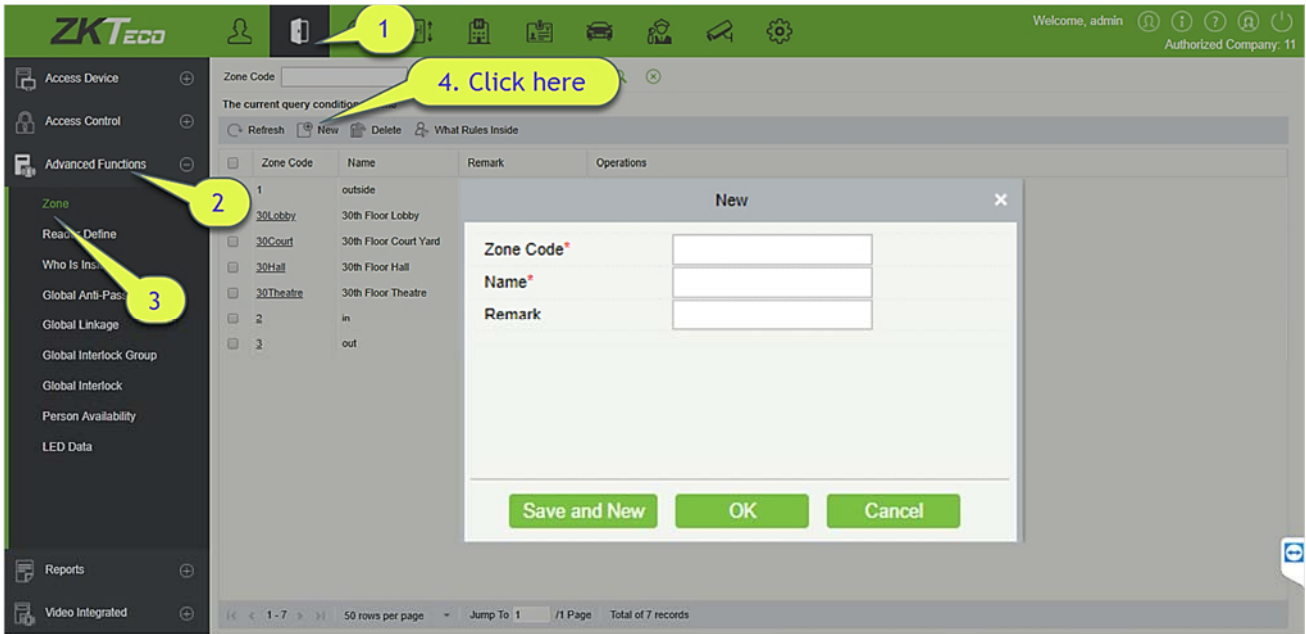 ZKTeco
1
Welcome, admin
Authorized Company: 11
Access Device
Access Control
Advanced Functions
Zone
Reader Define
Who Is
Global Anti-Pass
Global Linkage
Global Interlock Group
Global Interlock
Person Availability
LED Data
Reports
Video Integrated
2
3
Zone Code
4. Click here
The current query
Refresh New Delete What Rules Inside
Zone Code Name Remark Operations
1 outside
30Lobby 30th Floor Lobby
30Court 30th Floor Court Yard
30Hall 30th Floor Hall
30Theatre 30th Floor Theatre
2 in
3 out
New
Zone Code*
Name*
Remark
Save and New OK Cancel
1-7 50 rows per page Jump To 1 /1 Page Total of 7 records